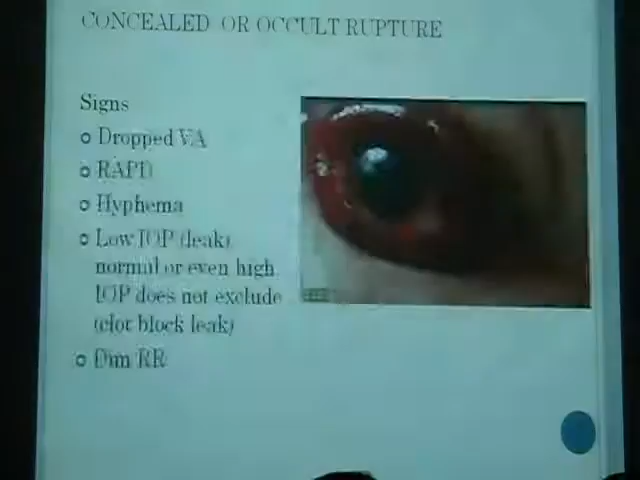 CONCEALED OR OCCULT RUPTURE
Signs
Dropped VA
RAPD
Hyphema
Low IOP (leak)
normal or even high
IOP does not exclude
(clot block leak)
Dim RR